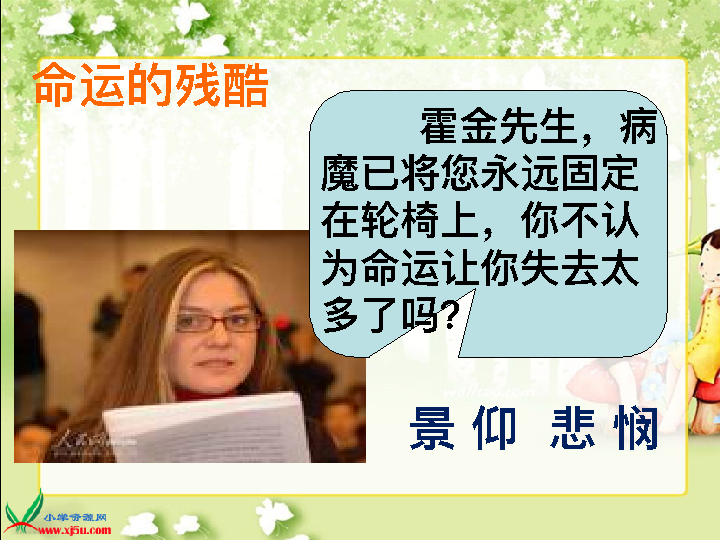 命运的残酷
霍金先生，病
魔已将您永远固定
在轮椅上，你不认
为命运让你失去太
多了吗？
景 仰 悲 悯
小学资源网
www.xj5u.com